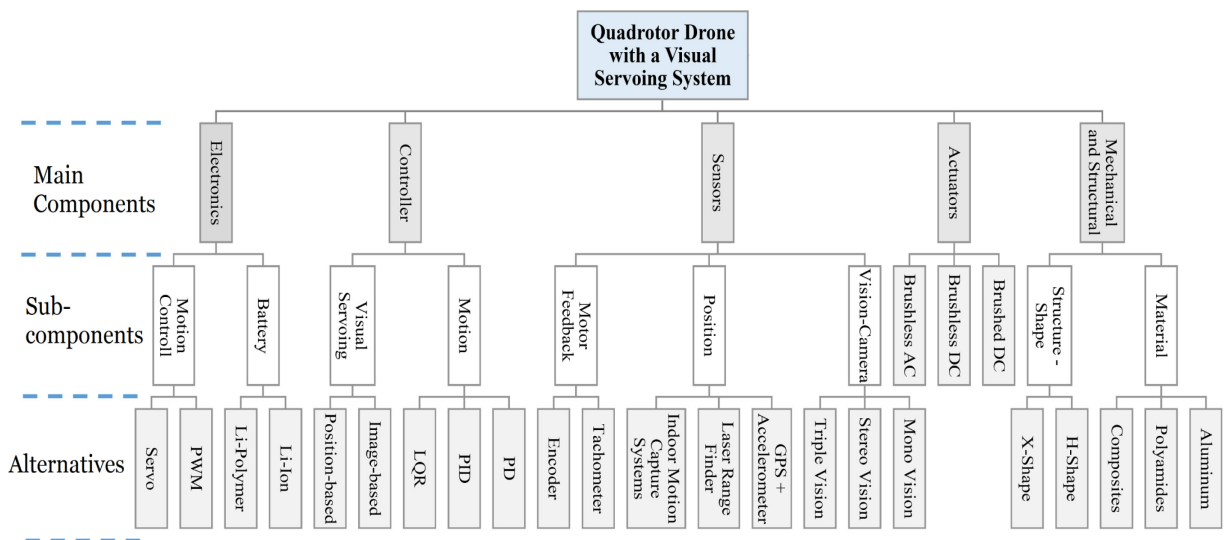 Quadrotor Drone
with a Visual
Servoing System
Main
Components
Electronics
Controller
Sensors
Actuators
Mechanical
and Structural
Sub-
components
Motion
Controll
Battery
Visual
Servoing
Motion
Motor
Feedback
Position
Vision-Camera
Brushless AC
Brushless DC
Brushed DC
Structure -
Shape
Material
Alternatives
Servo
PWM
Li-Polymer
Li-Ion
Position-based
Image-based
LQR
PID
PD
Encoder
Tachometer
Indoor Motion
Capture
Systems
Laser Range
Finder
GPS +
Accelerometer
Triple Vision
Stereo Vision
Mono Vision
X-Shape
H-Shape
Composites
Polyamides
Aluminum